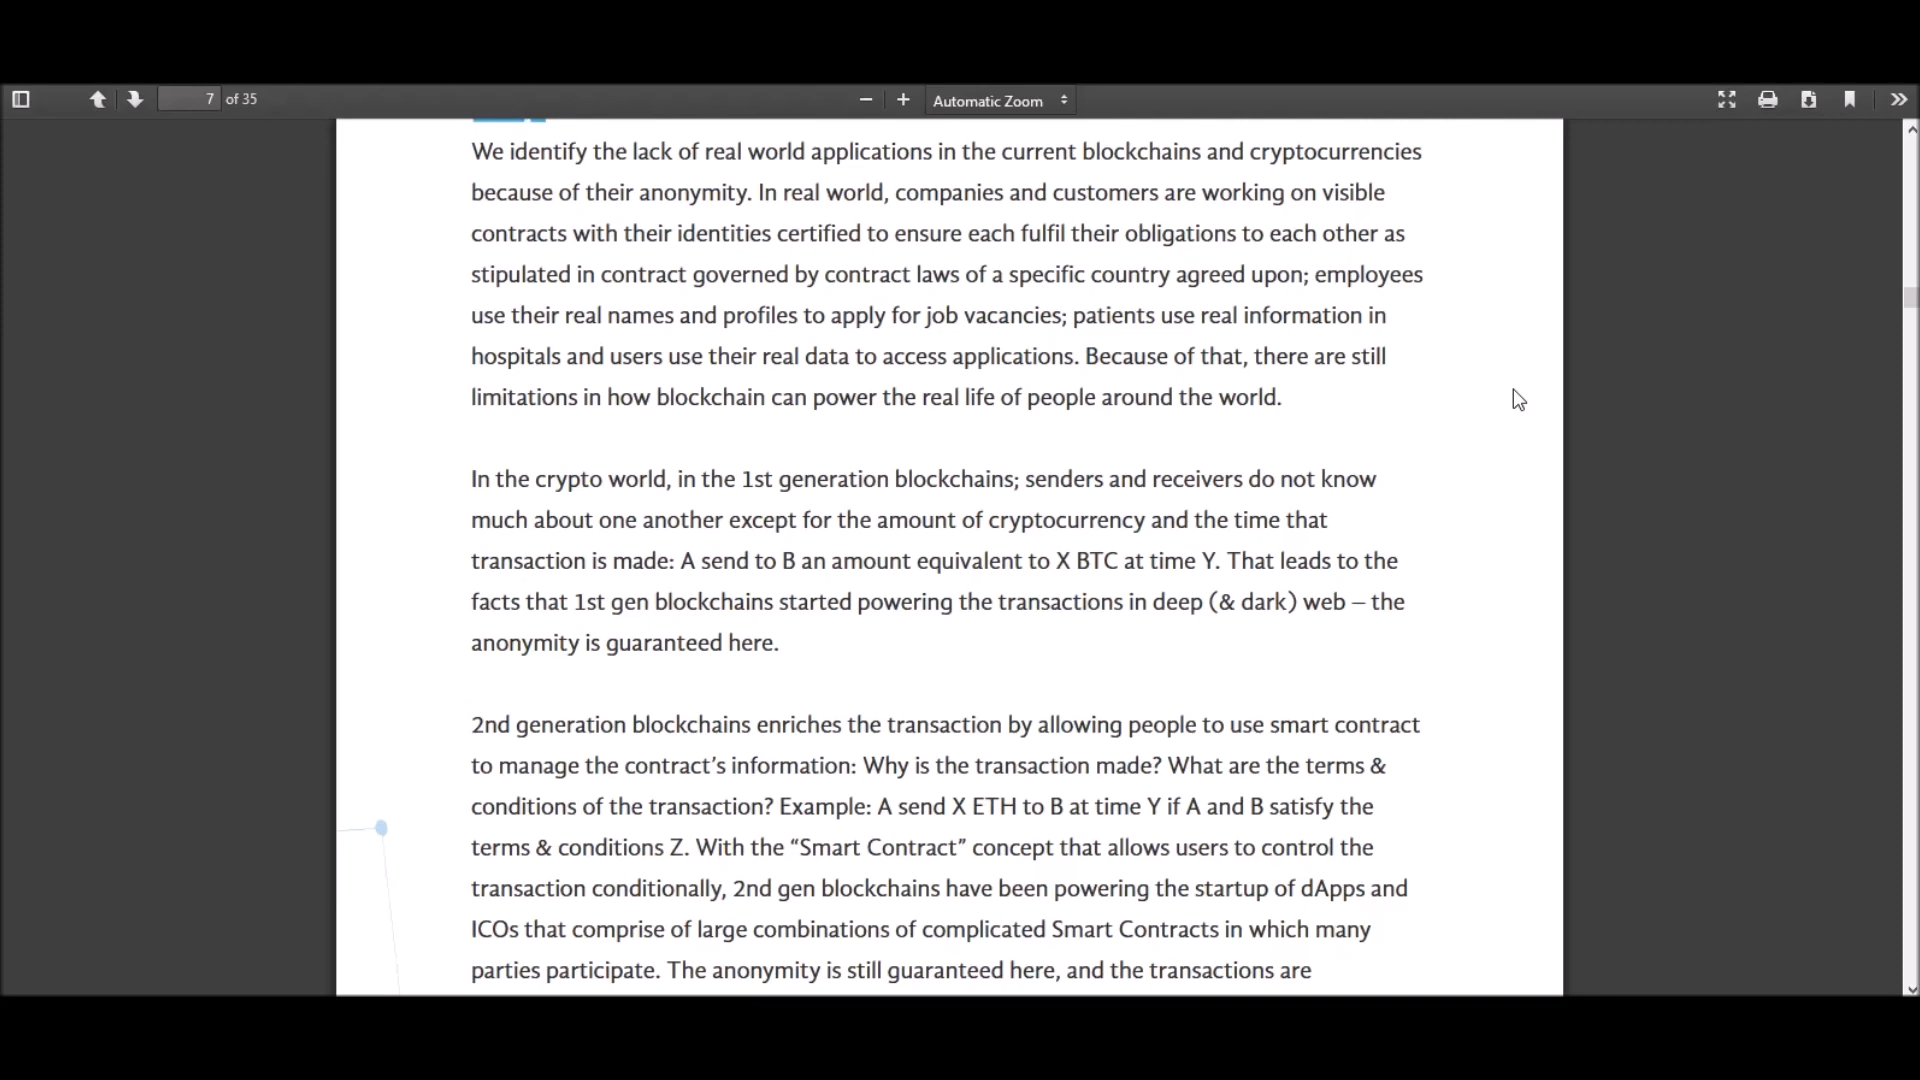 7 of 35
Automatic Zoom
We identify the lack of real world applications in the current blockchains and cryptocurrencies
because of their anonymity. In real world, companies and customers are working on visible
contracts with their identities certified to ensure each fulfil their obligations to each other as
stipulated in contract governed by contract laws of a specific country agreed upon; employees
use their real names and profiles to apply for job vacancies; patients use real information in
hospitals and users use their real data to access applications. Because of that, there are still
limitations in how blockchain can power the real life of people around the world.
In the crypto world, in the 1st generation blockchains; senders and receivers do not know
much about one another except for the amount of cryptocurrency and the time that
transaction is made: A send to B an amount equivalent to X BTC at time Y. That leads to the
facts that 1st gen blockchains started powering the transactions in deep (& dark) web – the
anonymity is guaranteed here.
2nd generation blockchains enriches the transaction by allowing people to use smart contract
to manage the contract’s information: Why is the transaction made? What are the terms &
conditions of the transaction? Example: A send X ETH to B at time Y if A and B satisfy the
terms & conditions Z. With the “Smart Contract” concept that allows users to control the
transaction conditionally, 2nd gen blockchains have been powering the startup of dApps and
ICOs that comprise of large combinations of complicated Smart Contracts in which many
parties participate. The anonymity is still guaranteed here, and the transactions are